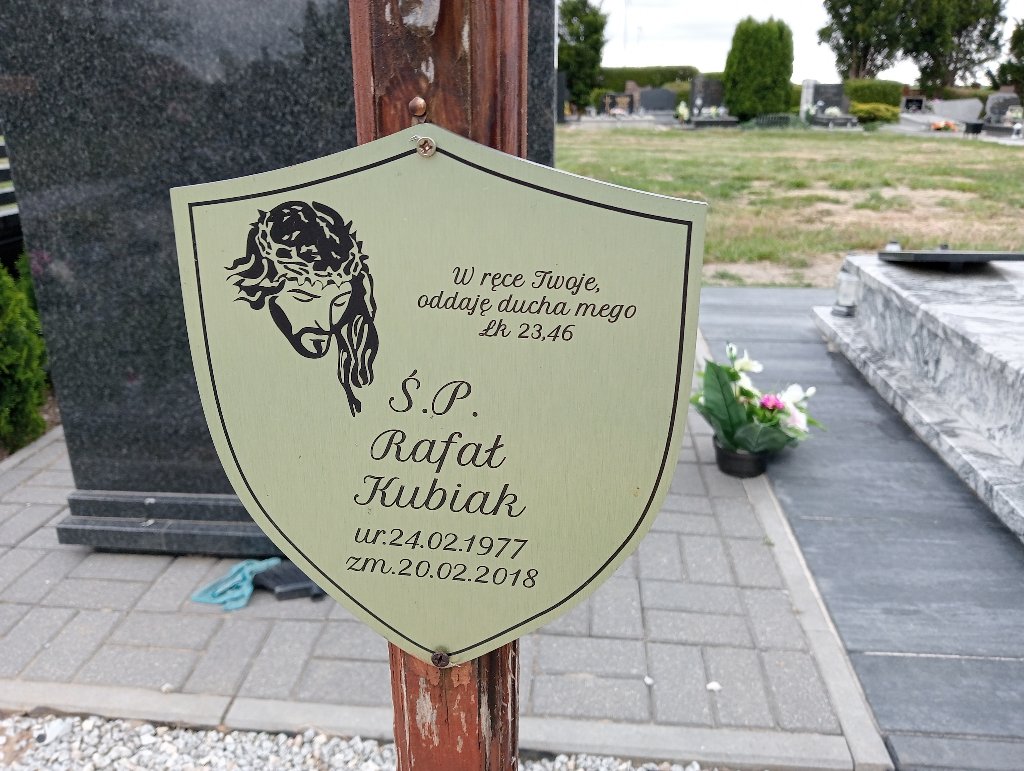 W ręce Twoje,
oddaję ducha mego
Łk 23,46
Ś.P.
Rafał
Kubiak
ur.24.02.1977
zm.20.02.2018